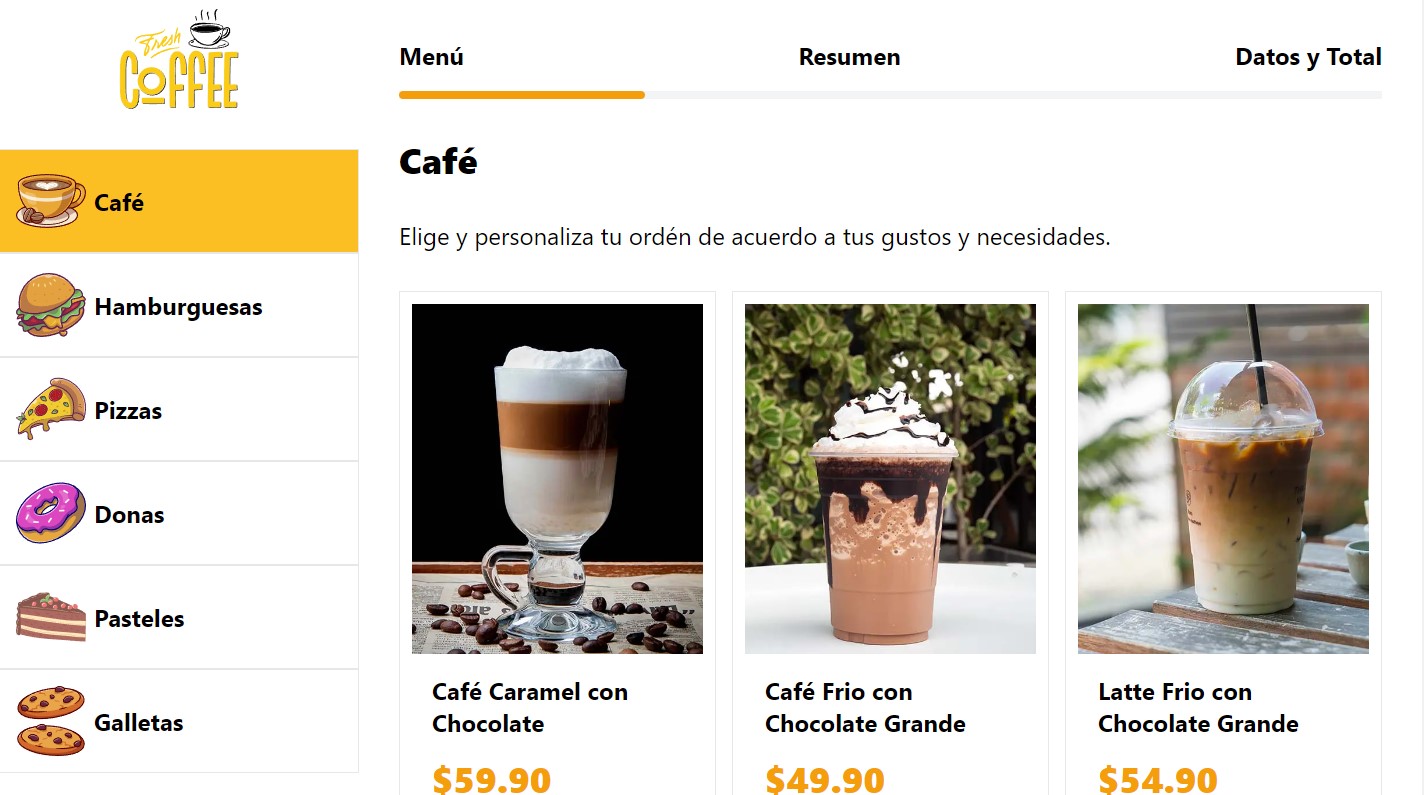 Fresh
COFFEE
Menú
Resumen
Datos y Total
Café
Hamburguesas
Pizzas
Donas
Pasteles
Galletas
Café
Elige y personaliza tu ordén de acuerdo a tus gustos y necesidades.
Café Caramel con
Chocolate
$59.90
Café Frio con
Chocolate Grande
$49.90
Latte Frio con
Chocolate Grande
$54.90